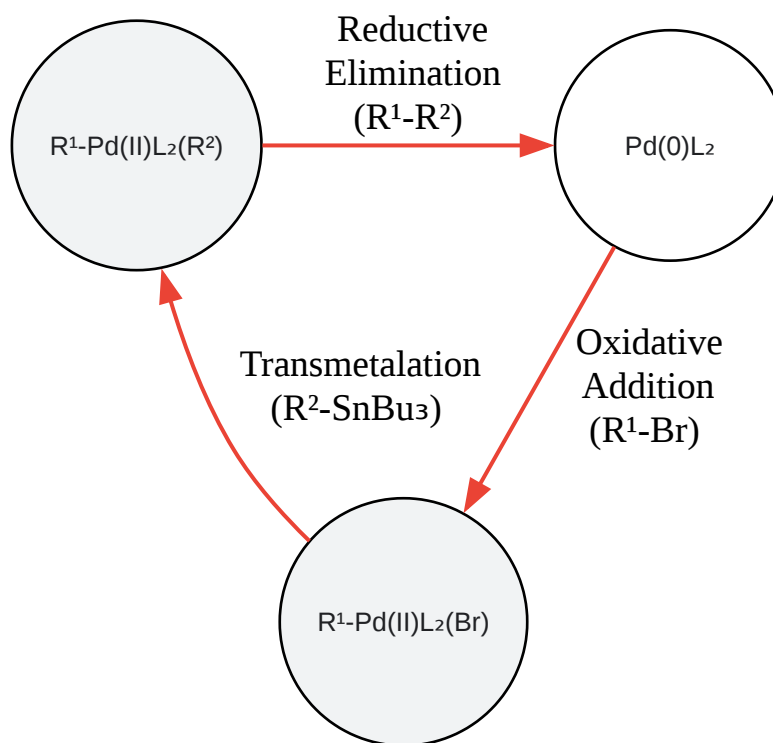 Reductive
Elimination
(R¹-R²)
R¹-Pd(II)L₂(R²)
Pd(0)L₂
Transmetalation
(R²-SnBu₃)
Oxidative
Addition
(R¹-Br)
R¹-Pd(II)L₂(Br)